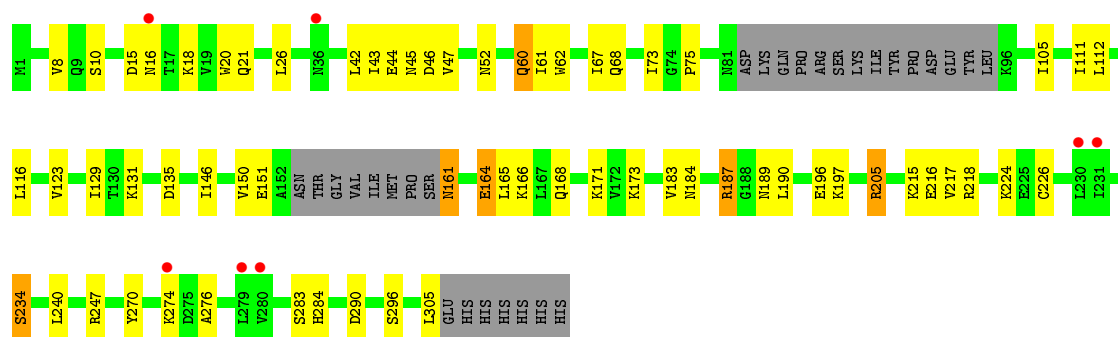 M1 V8 Q9 S10 D15 N16 T17 K18 V19 W20 Q21 L26 N36 L42 I43 E44 N45 D46 V47 N52 Q60 I61 W62 I67 Q68 I73 G74 P75 N81 ASP LYS GLN PRO ARG SER LYS ILE TYR PRO ASP GLU TYR LEU K96 I105 I111 L112
L116 V123 I129 T130 K131 D135 I146 V150 E151 A152 ASN THR GLY VAL ILE MET PRO SER N161 E164 L165 K166 L167 Q168 K171 V172 K173 V183 N184 R187 G188 N189 L190 E196 K197 R205 K215 E216 V217 R218 K224 E225 C226 L230 I231
S234 L240 R247 Y270 K274 D275 A276 L279 V280 S283 H284 D290 S296 L305 GLU HIS HIS HIS HIS HIS HIS